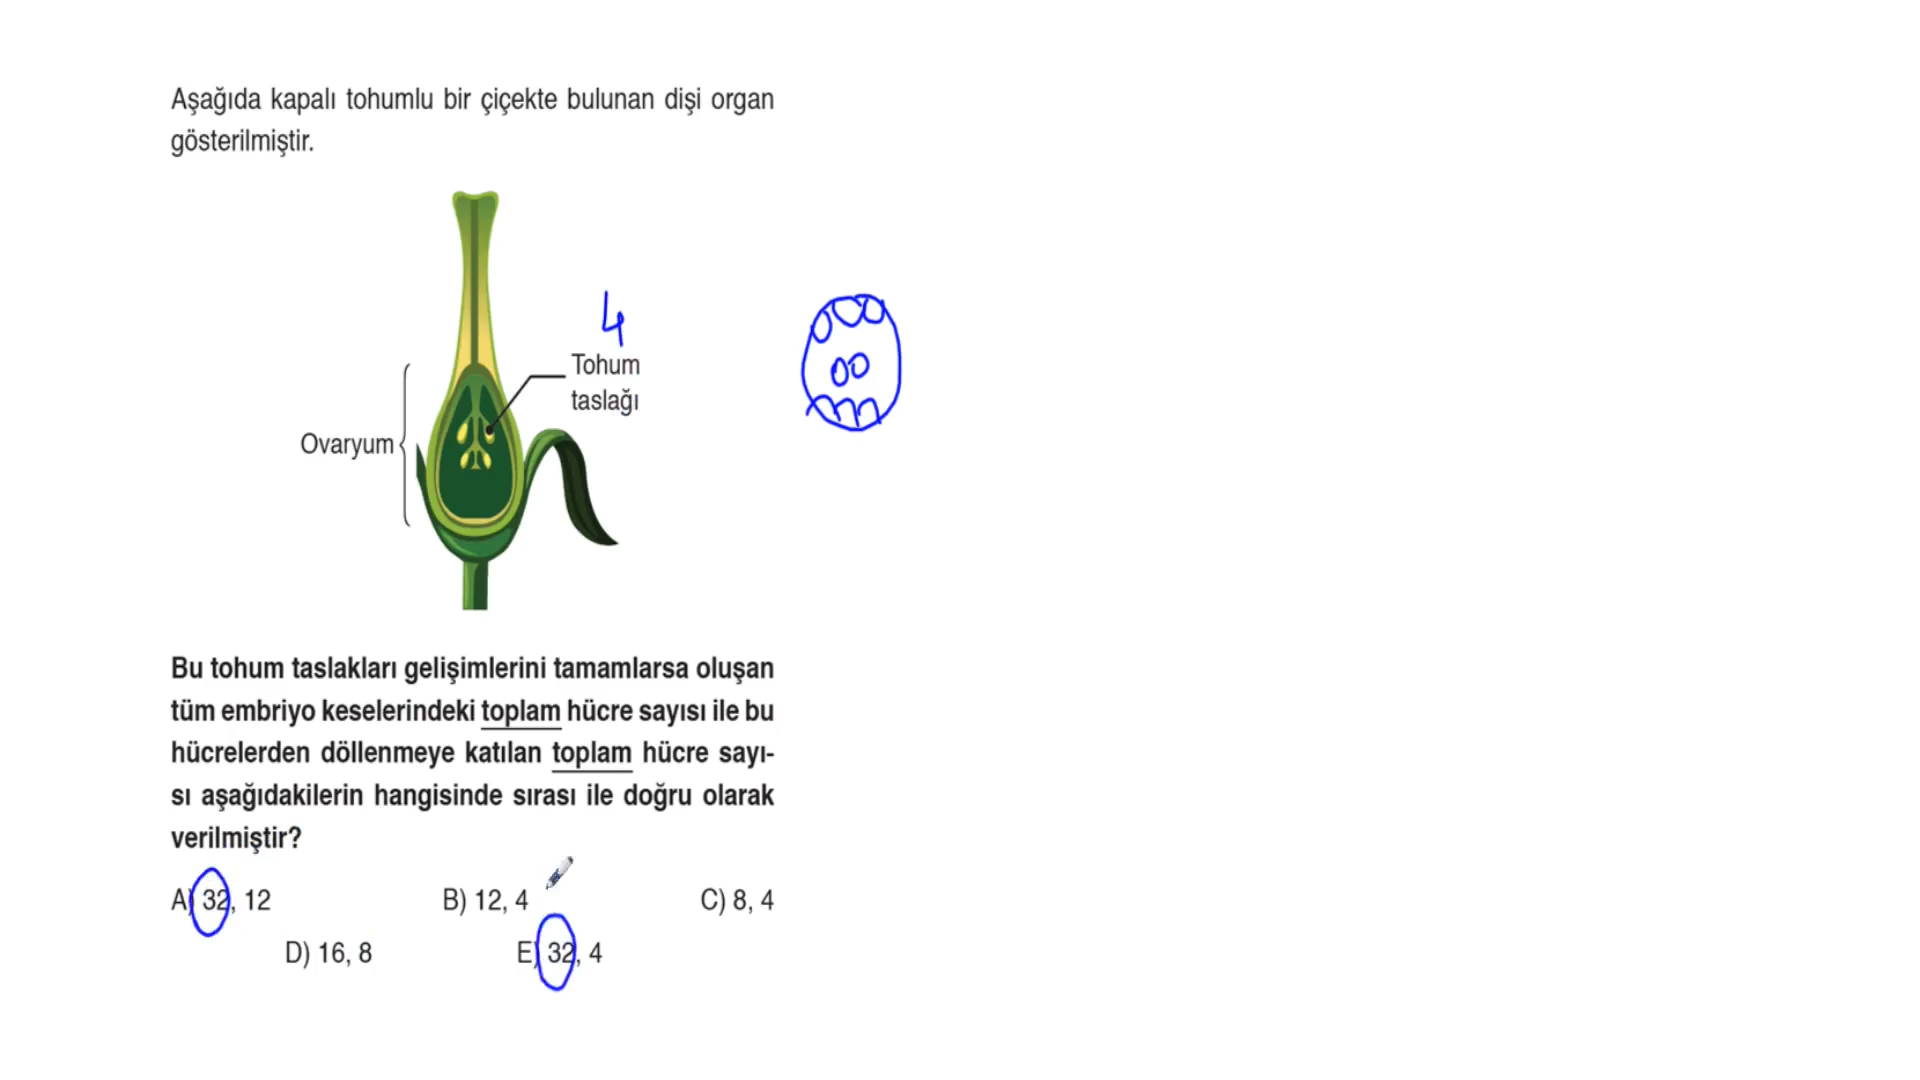 Aşağıda kapalı tohumlu bir çiçekte bulunan dişi organ
gösterilmiştir.
4
Tohum
taslağı
Ovaryum
Bu tohum taslakları gelişimlerini tamamlarsa oluşan
tüm embriyo keselerindeki toplam hücre sayısı ile bu
hücrelerden döllenmeye katılan toplam hücre sayı-
sı aşağıdakilerin hangisinde sırası ile doğru olarak
verilmiştir?
A) 32, 12 B) 12, 4 C) 8, 4
D) 16, 8 E) 32, 4